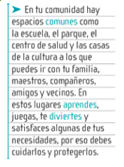 ➤ En tu comunidad hay
espacios comunes como
la escuela, el parque, el
centro de salud y las casas
de la cultura a los que
puedes ir con tu familia,
maestros, compañeros,
amigos y vecinos. En
estos lugares aprendes,
juegas, te diviertes y
satisfaces algunas de tus
necesidades, por eso debes
cuidarlos y protegerlos.